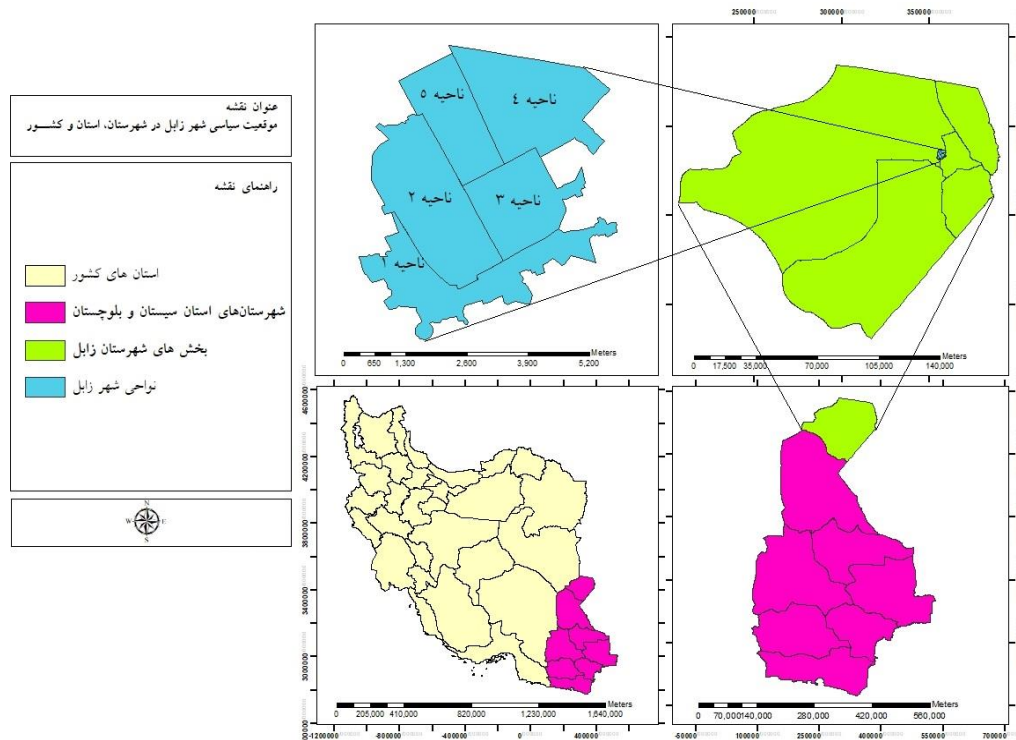 عنوان نقشه
موقعیت سیاسی شهر زابل در شهرستان، استان و کشور
راهنمای نقشه
استان های کشور
شهرستان‌های استان سیستان و بلوچستان
بخش های شهرستان زابل
نواحی شهر زابل
N
W E
S
ناحیه ۵
ناحیه ۴
ناحیه ۲
ناحیه ۳
ناحیه ۱
Meters
0 650 1,300 2,600 3,900 5,200
250000 300000 350000
Meters
0 17,500 35,000 70,000 105,000 140,000
4200000
3800000
3400000
3000000
Meters
0 205,000 410,000 820,000 1,230,000 1,640,000
-1200000 -800000 -400000 0 400000
Meters
0 70,000 140,000 280,000 420,000 560,000
-50000 100000 250000 400000 550000 700000